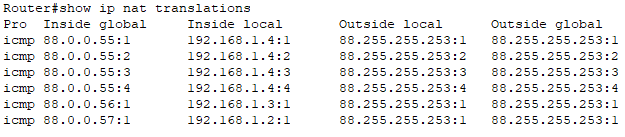 Router#show ip nat translations
Pro  Inside global     Inside local       Outside local      Outside global
icmp 88.0.0.55:1       192.168.1.4:1      88.255.255.253:1   88.255.255.253:1
icmp 88.0.0.55:2       192.168.1.4:2      88.255.255.253:2   88.255.255.253:2
icmp 88.0.0.55:3       192.168.1.4:3      88.255.255.253:3   88.255.255.253:3
icmp 88.0.0.55:4       192.168.1.4:4      88.255.255.253:4   88.255.255.253:4
icmp 88.0.0.56:1       192.168.1.3:1      88.255.255.253:1   88.255.255.253:1
icmp 88.0.0.57:1       192.168.1.2:1      88.255.255.253:1   88.255.255.253:1